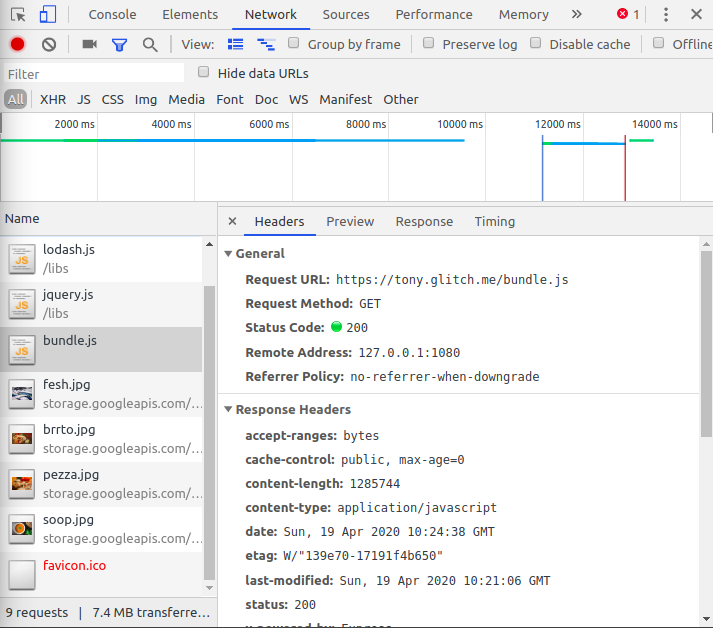 Console Elements Network Sources Performance Memory » 1
View: Group by frame Preserve log Disable cache Offline
Filter Hide data URLs
All XHR JS CSS Img Media Font Doc WS Manifest Other
2000 ms 4000 ms 6000 ms 8000 ms 10000 ms 12000 ms 14000 ms
Name
lodash.js
/libs
jquery.js
/libs
bundle.js
fesh.jpg
storage.googleapis.com/...
brrto.jpg
storage.googleapis.com/...
pezza.jpg
storage.googleapis.com/...
soop.jpg
storage.googleapis.com/...
favicon.ico
9 requests | 7.4 MB transferre...
× Headers Preview Response Timing
General
Request URL: https://tony.glitch.me/bundle.js
Request Method: GET
Status Code: 200
Remote Address: 127.0.0.1:1080
Referrer Policy: no-referrer-when-downgrade
Response Headers
accept-ranges: bytes
cache-control: public, max-age=0
content-length: 1285744
content-type: application/javascript
date: Sun, 19 Apr 2020 10:24:38 GMT
etag: W/"139e70-17191f4b650"
last-modified: Sun, 19 Apr 2020 10:21:06 GMT
status: 200
x-powered-by: Express